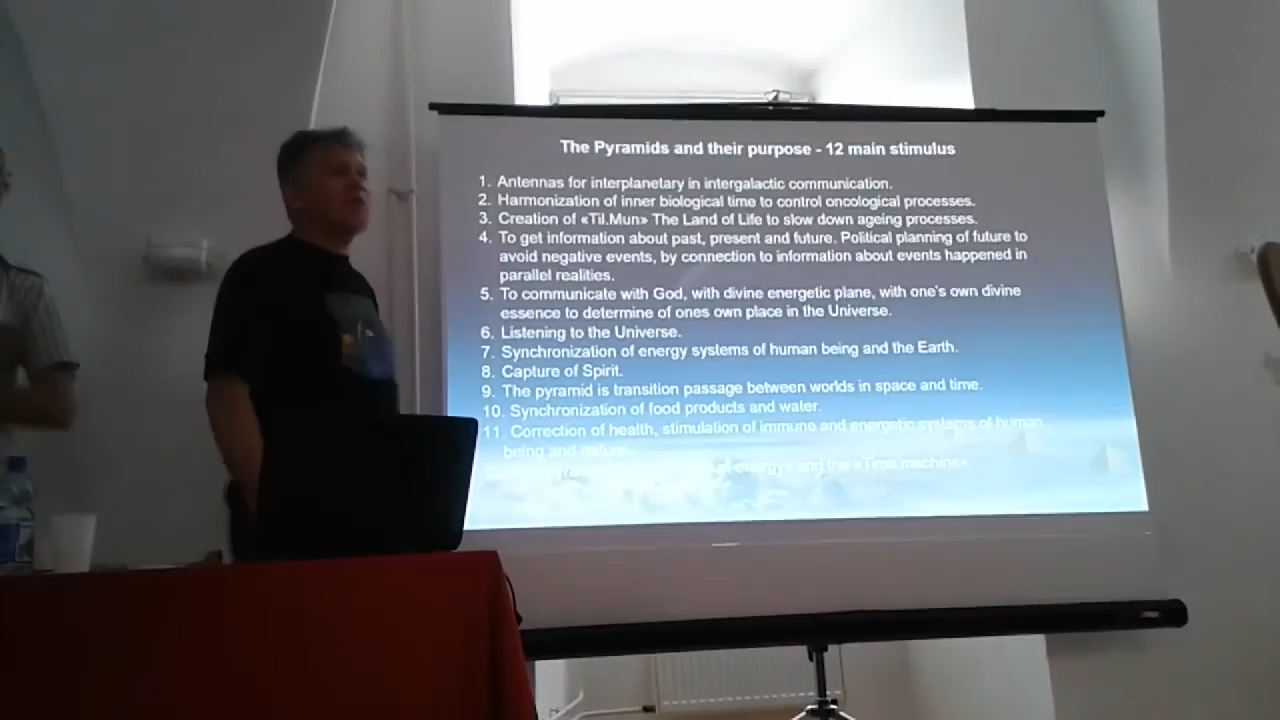 The Pyramids and their purpose - 12 main stimulus
1. Antennas for interplanetary in intergalactic communication.
2. Harmonization of inner biological time to control oncological processes.
3. Creation of «Til.Mun» The Land of Life to slow down ageing processes.
4. To get information about past, present and future. Political planning of future to
avoid negative events, by connection to information about events happened in
parallel realities.
5. To communicate with God, with divine energetic plane, with one's own divine
essence to determine of ones own place in the Universe.
6. Listening to the Universe.
7. Synchronization of energy systems of human being and the Earth.
8. Capture of Spirit.
9. The pyramid is transition passage between worlds in space and time.
10. Synchronization of food products and water.
11. Correction of health, stimulation of immune and energetic systems of human
being and nature.
and the «Time machine»